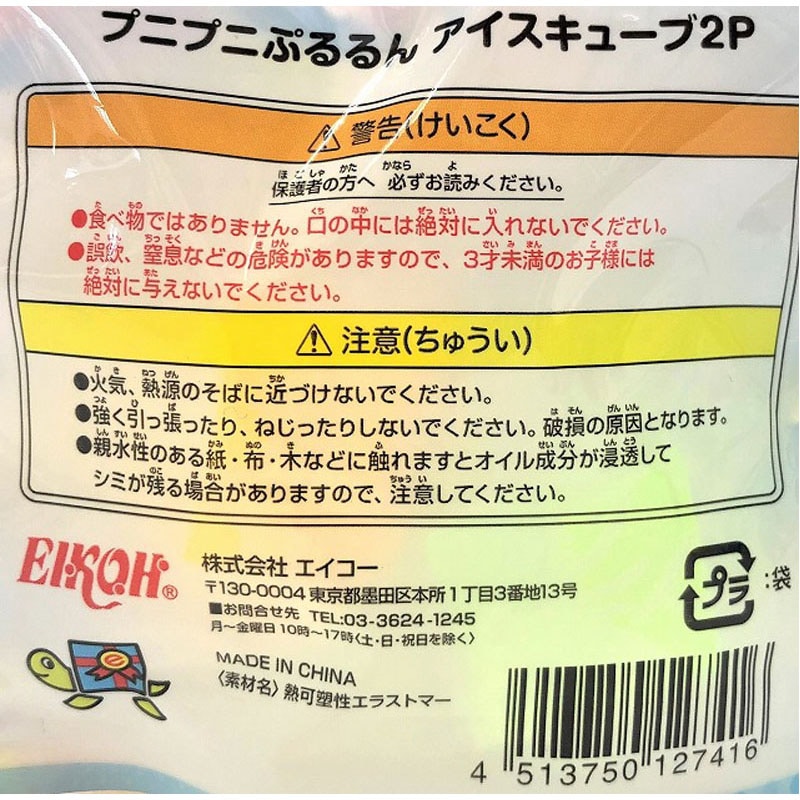 プニプニぷるるん アイスキューブ2P
⚠ 警告(けいこく)
保護者の方へ 必ずお読みください。
●食べ物ではありません。口の中には絶対に入れないでください。
●誤飲、窒息などの危険がありますので、3才未満のお子様には
絶対に与えないでください。
⚠ 注意(ちゅうい)
●火気、熱源のそばに近づけないでください。
●強く引っ張ったり、ねじったりしないでください。破損の原因となります。
●親水性のある紙・布・木などに触れますとオイル成分が浸透して
シミが残る場合がありますので、注意してください。
EIKOH®
株式会社 エイコー
〒130-0004 東京都墨田区本所1丁目3番地13号
■お問合せ先 TEL:03-3624-1245
月〜金曜日10時〜17時〈土・日・祝日を除く〉
プラ :袋
MADE IN CHINA
〈素材名〉熱可塑性エラストマー
4 513750 127416